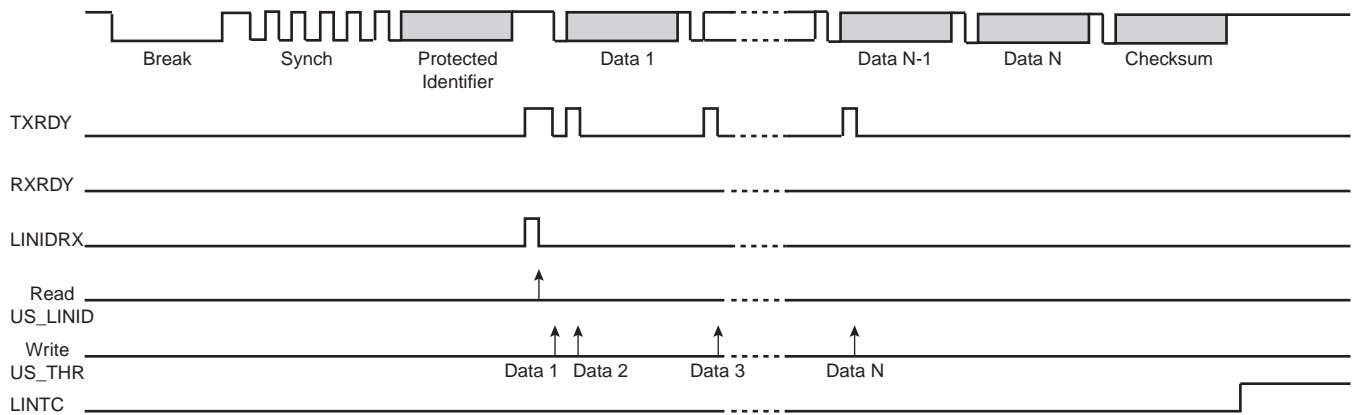 Break
Synch
Protected
Identifier
Data 1
Data N-1
Data N
Checksum
TXRDY
RXRDY
LINIDRX
Read
US_LINID
Write
US_THR
Data 1
Data 2
Data 3
Data N
LINTC